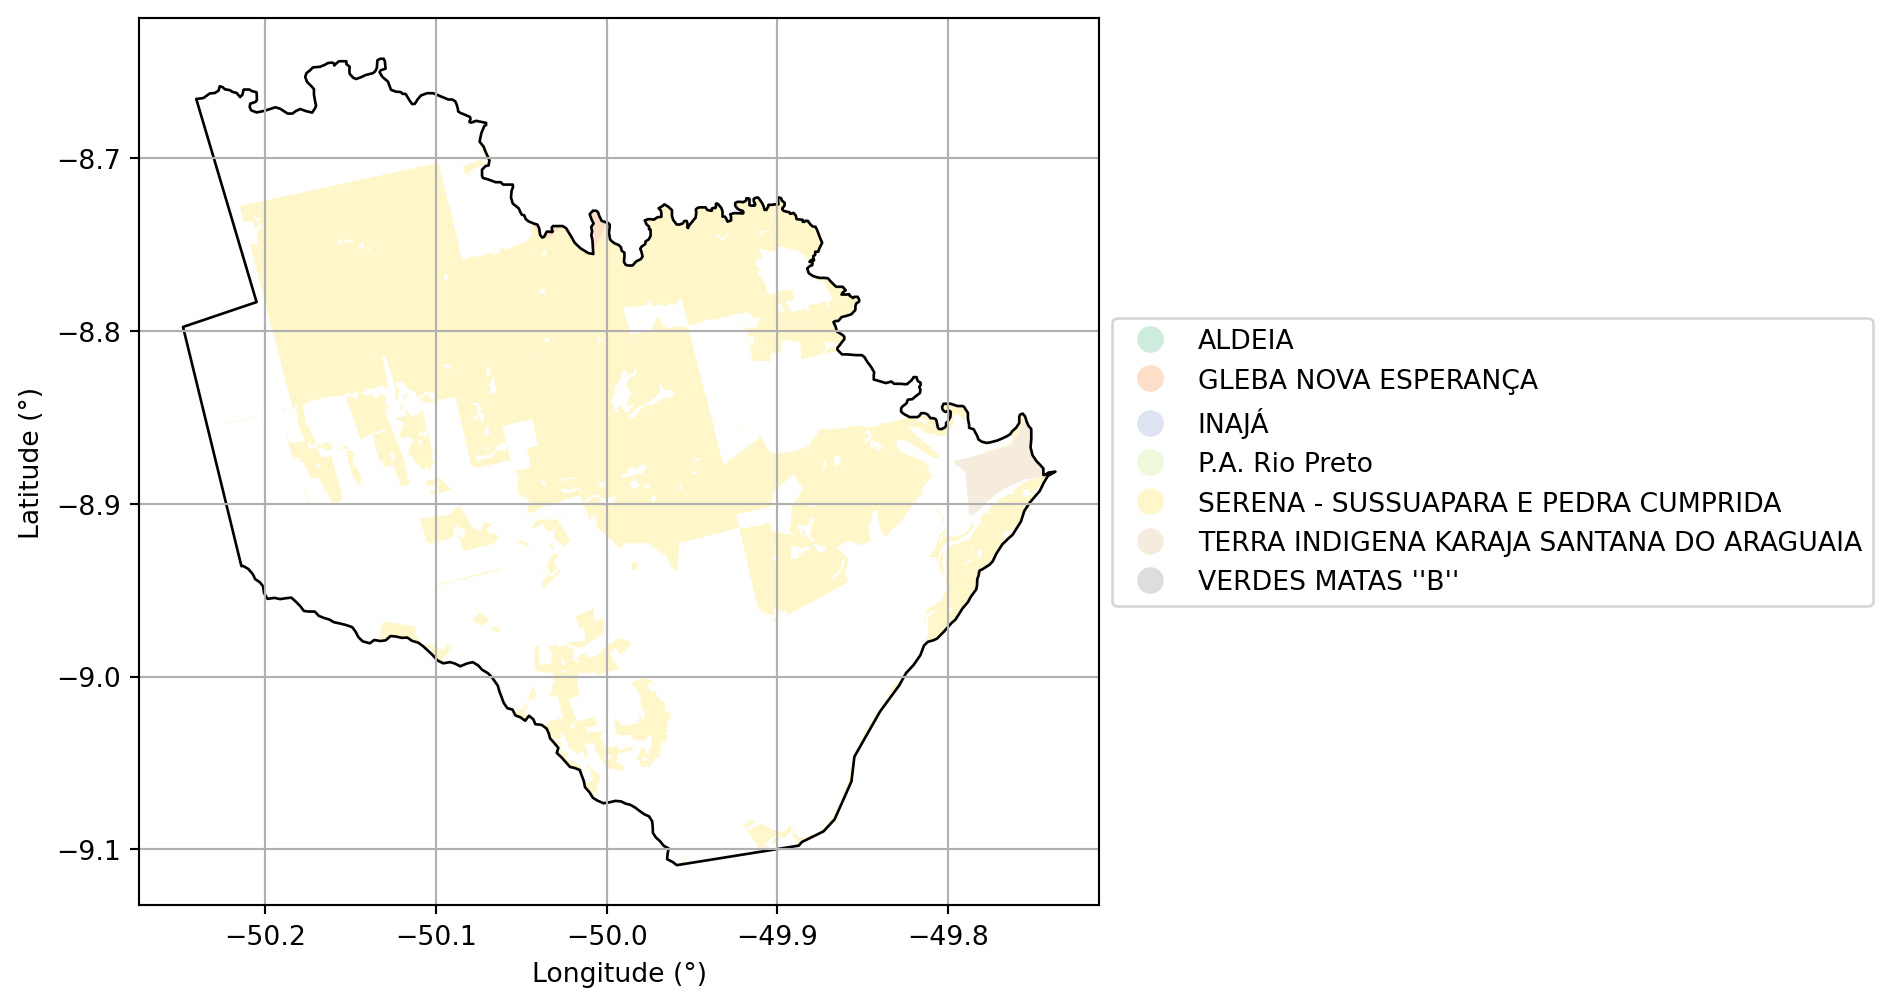 Latitude (°)
−8.7
−8.8
−8.9
−9.0
−9.1
−50.2
−50.1
−50.0
−49.9
−49.8
Longitude (°)
ALDEIA
GLEBA NOVA ESPERANÇA
INAJÁ
P.A. Rio Preto
SERENA - SUSSUAPARA E PEDRA CUMPRIDA
TERRA INDIGENA KARAJA SANTANA DO ARAGUAIA
VERDES MATAS ''B''